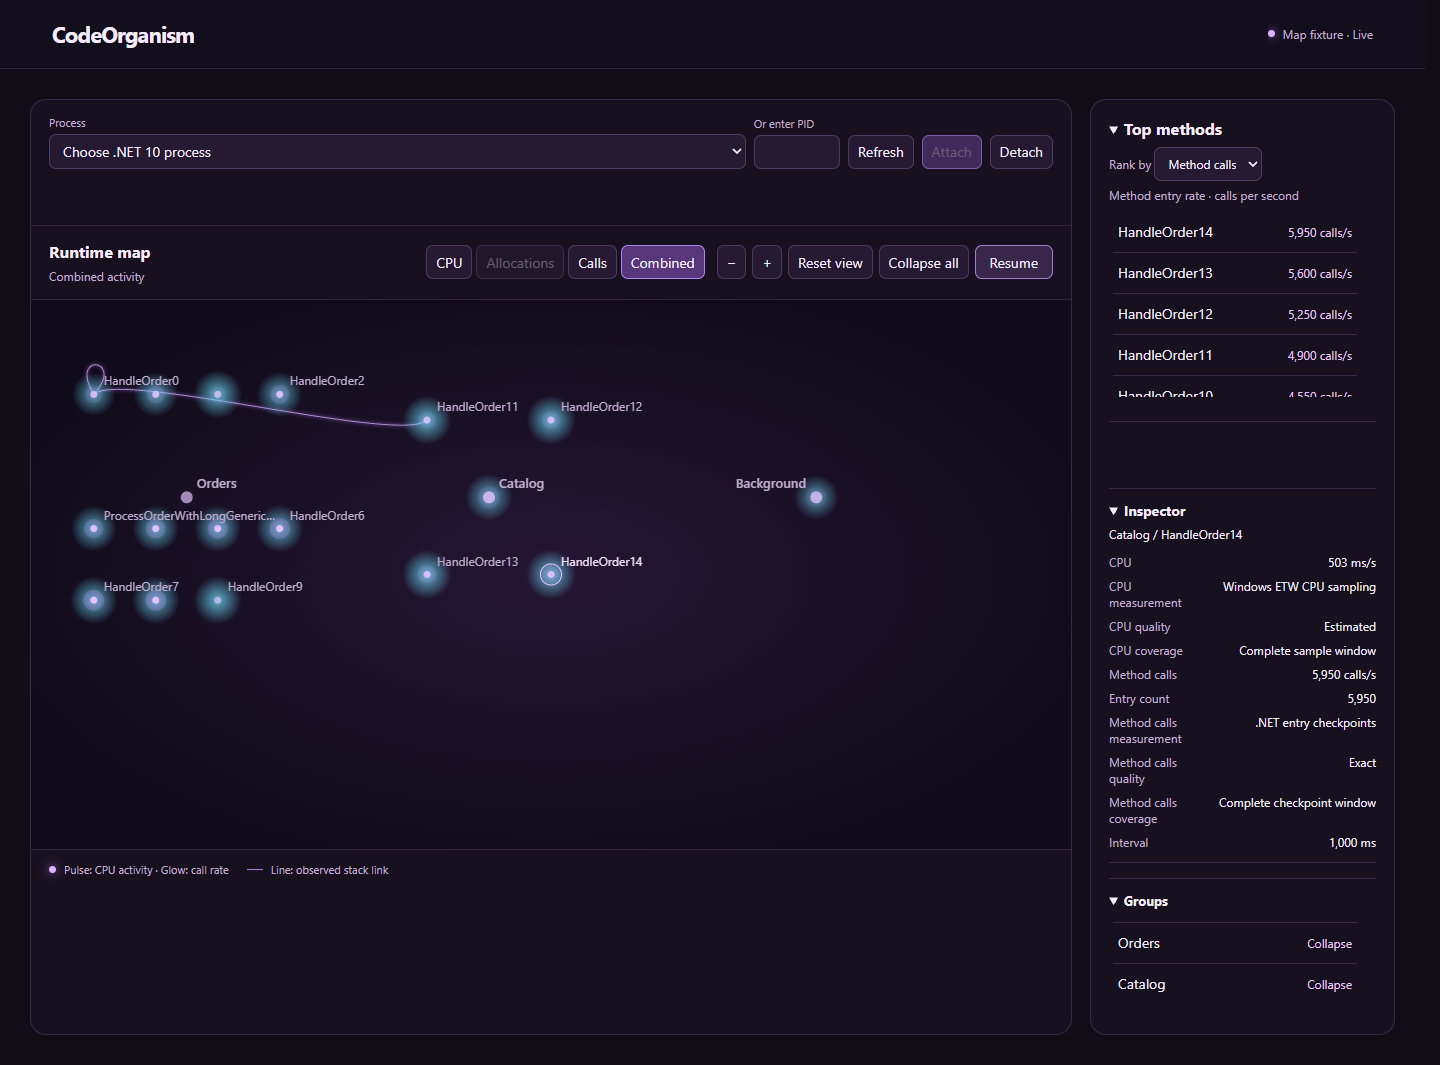 CodeOrganism
Map fixture · Live
Process
Or enter PID
Choose .NET 10 process
Refresh
Attach
Detach
Runtime map
Combined activity
CPU
Allocations
Calls
Combined
−
+
Reset view
Collapse all
Resume
HandleOrder0
HandleOrder2
HandleOrder11
HandleOrder12
Orders
Catalog
Background
ProcessOrderWithLongGeneric...
HandleOrder6
HandleOrder13
HandleOrder14
HandleOrder7
HandleOrder9
Pulse: CPU activity · Glow: call rate
Line: observed stack link
Top methods
Rank by
Method calls
Method entry rate · calls per second
HandleOrder14 5,950 calls/s
HandleOrder13 5,600 calls/s
HandleOrder12 5,250 calls/s
HandleOrder11 4,900 calls/s
HandleOrder10 4,550 calls/s
Inspector
Catalog / HandleOrder14
CPU 503 ms/s
CPU measurement Windows ETW CPU sampling
CPU quality Estimated
CPU coverage Complete sample window
Method calls 5,950 calls/s
Entry count 5,950
Method calls measurement .NET entry checkpoints
Method calls quality Exact
Method calls coverage Complete checkpoint window
Interval 1,000 ms
Groups
Orders Collapse
Catalog Collapse